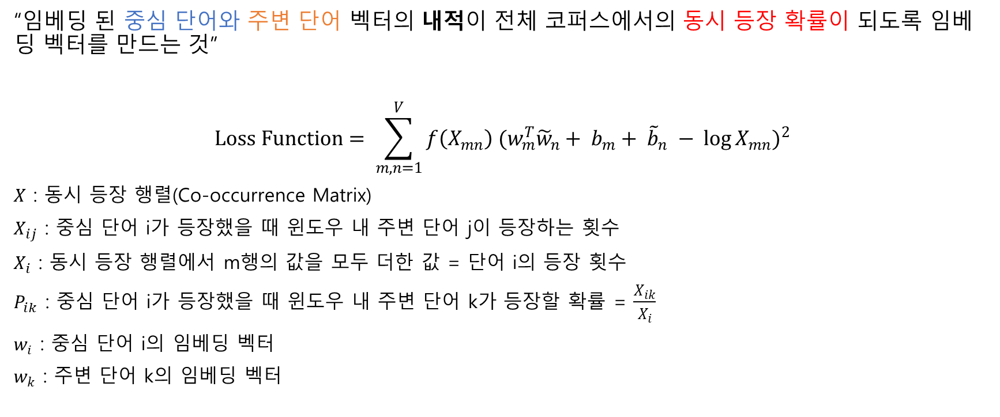 “임베딩 된 중심 단어와 주변 단어 벡터의 내적이 전체 코퍼스에서의 동시 등장 확률이 되도록 임베
딩 벡터를 만드는 것”
Loss Function = \sum_{m,n=1}^{V} f(X_{mn}) (w_m^T \tilde{w}_n + b_m + \tilde{b}_n − log X_{mn})^2
X : 동시 등장 행렬(Co-occurrence Matrix)
X_{ij} : 중심 단어 i가 등장했을 때 윈도우 내 주변 단어 j이 등장하는 횟수
X_i : 동시 등장 행렬에서 m행의 값을 모두 더한 값 = 단어 i의 등장 횟수
P_{ik} : 중심 단어 i가 등장했을 때 윈도우 내 주변 단어 k가 등장할 확률 = \frac{X_{ik}}{X_i}
w_i : 중심 단어 i의 임베딩 벡터
w_k : 주변 단어 k의 임베딩 벡터